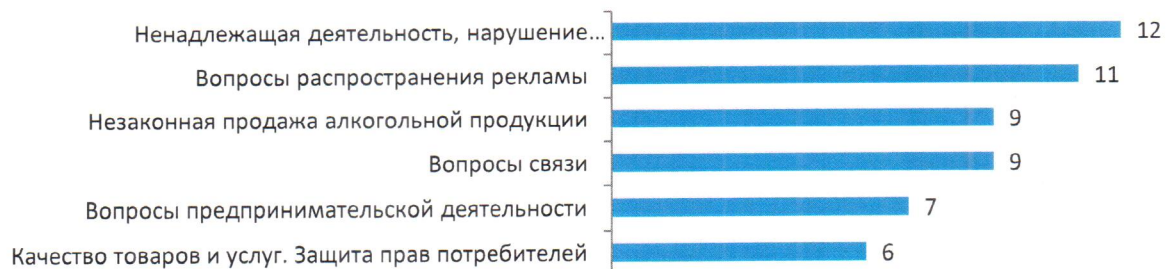 Ненадлежащая деятельность, нарушение... 12
Вопросы распространения рекламы 11
Незаконная продажа алкогольной продукции 9
Вопросы связи 9
Вопросы предпринимательской деятельности 7
Качество товаров и услуг. Защита прав потребителей 6